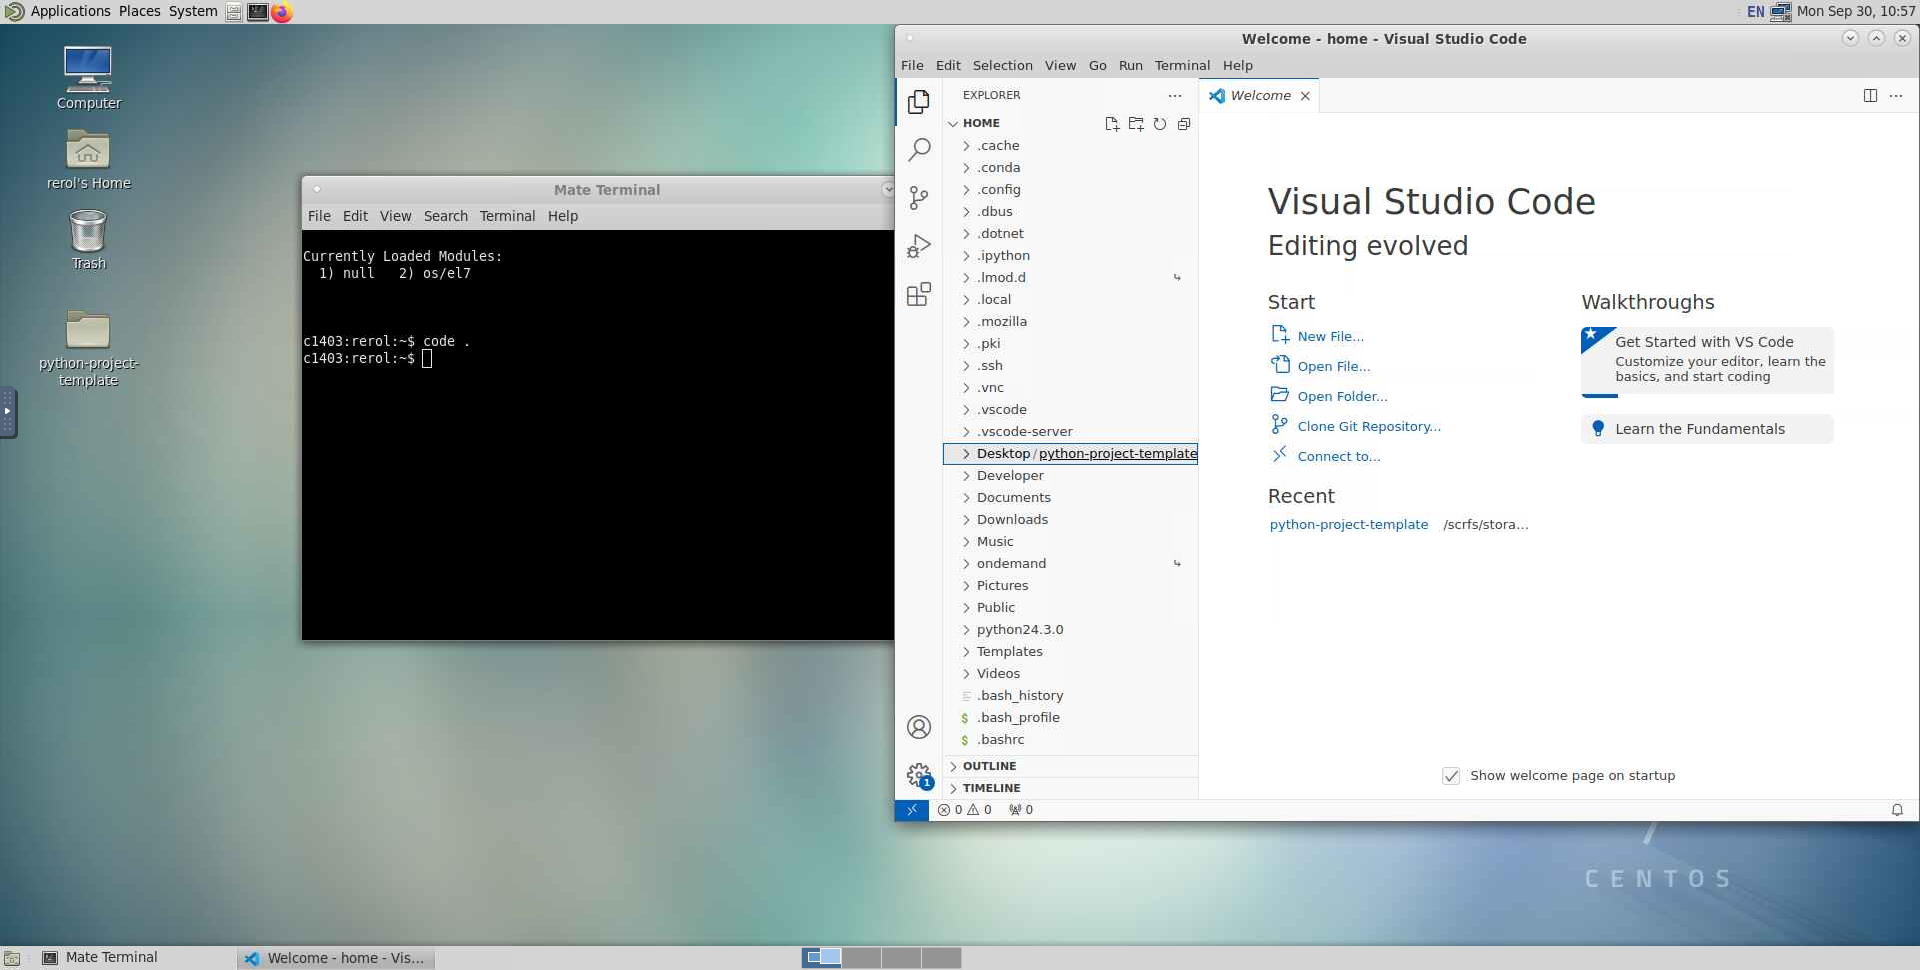 Applications Places System
EN Mon Sep 30, 10:57
Computer
rerol's Home
Trash
python-project-
template
Mate Terminal
File Edit View Search Terminal Help
Currently Loaded Modules:
1) null 2) os/el7
c1403:rerol:~$ code .
c1403:rerol:~$
Welcome - home - Visual Studio Code
File Edit Selection View Go Run Terminal Help
EXPLORER
HOME
.cache
.conda
.config
.dbus
.dotnet
.ipython
.lmod.d
.local
.mozilla
.pki
.ssh
.vnc
.vscode
.vscode-server
Desktop/python-project-template
Developer
Documents
Downloads
Music
ondemand
Pictures
Public
python24.3.0
Templates
Videos
.bash_history
$ .bash_profile
$ .bashrc
OUTLINE
TIMELINE
1
0 0 0
Welcome
Visual Studio Code
Editing evolved
Start
New File...
Open File...
Open Folder...
Clone Git Repository...
Connect to...
Recent
python-project-template /scrfs/stora...
Walkthroughs
Get Started with VS Code
Customize your editor, learn the
basics, and start coding
Learn the Fundamentals
Show welcome page on startup
CENTOS
Mate Terminal
Welcome - home - Vis...